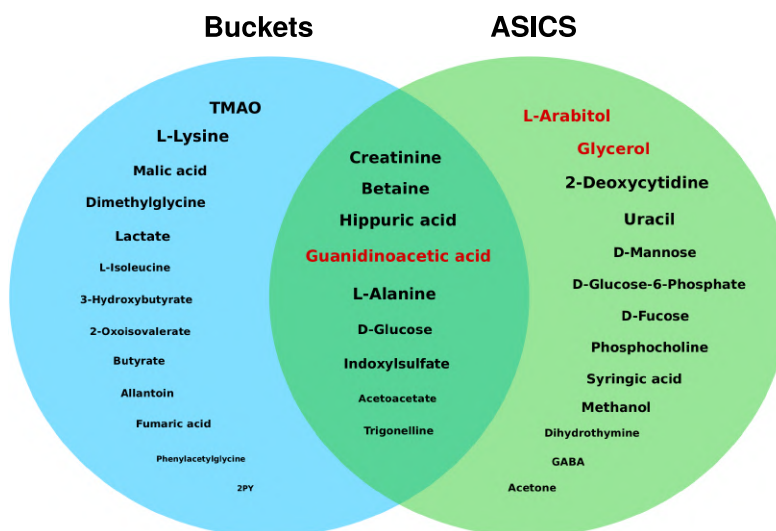 Buckets
ASICS
TMAO
L-Lysine
Malic acid
Dimethylglycine
Lactate
L-Isoleucine
3-Hydroxybutyrate
2-Oxoisovalerate
Butyrate
Allantoin
Fumaric acid
Phenylacetylglycine
2PY
Creatinine
Betaine
Hippuric acid
Guanidinoacetic acid
L-Alanine
D-Glucose
Indoxylsulfate
Acetoacetate
Trigonelline
L-Arabitol
Glycerol
2-Deoxycytidine
Uracil
D-Mannose
D-Glucose-6-Phosphate
D-Fucose
Phosphocholine
Syringic acid
Methanol
Dihydrothymine
GABA
Acetone